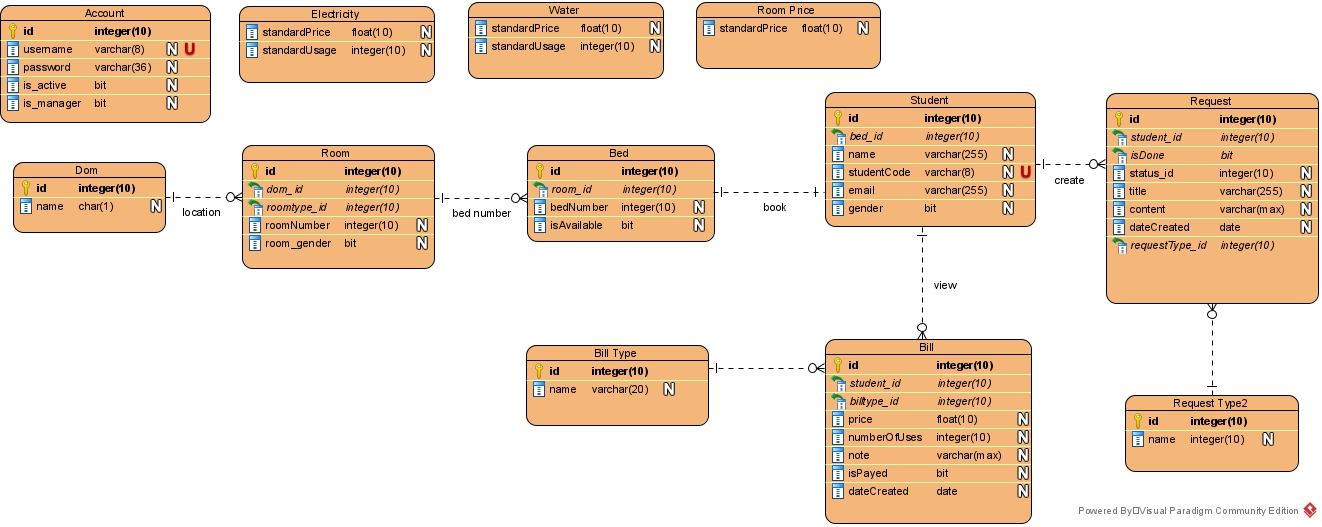 Account
id integer(10)
username varchar(8) N U
password varchar(36) N
is_active bit N
is_manager bit N
Electricity
standardPrice float(10) N
standardUsage integer(10) N
Water
standardPrice float(10) N
standardUsage integer(10) N
Room Price
standardPrice float(10) N
Dom
id integer(10)
name char(1) N
location
Room
id integer(10)
dom_id integer(10)
roomtype_id integer(10)
roomNumber integer(10) N
room_gender bit N
bed number
Bed
id integer(10)
room_id integer(10)
bedNumber integer(10) N
isAvailable bit N
book
Student
id integer(10)
bed_id integer(10)
name varchar(255) N
studentCode varchar(8) N U
email varchar(255) N
gender bit N
create
Request
id integer(10)
student_id integer(10)
isDone bit
status_id integer(10) N
title varchar(255) N
content varchar(max) N
dateCreated date N
requestType_id integer(10)
view
Bill Type
id integer(10)
name varchar(20) N
Bill
id integer(10)
student_id integer(10)
billtype_id integer(10)
price float(10) N
numberOfUses integer(10) N
note varchar(max) N
isPayed bit N
dateCreated date N
Request Type2
id integer(10)
name integer(10) N
Powered By□Visual Paradigm Community Edition